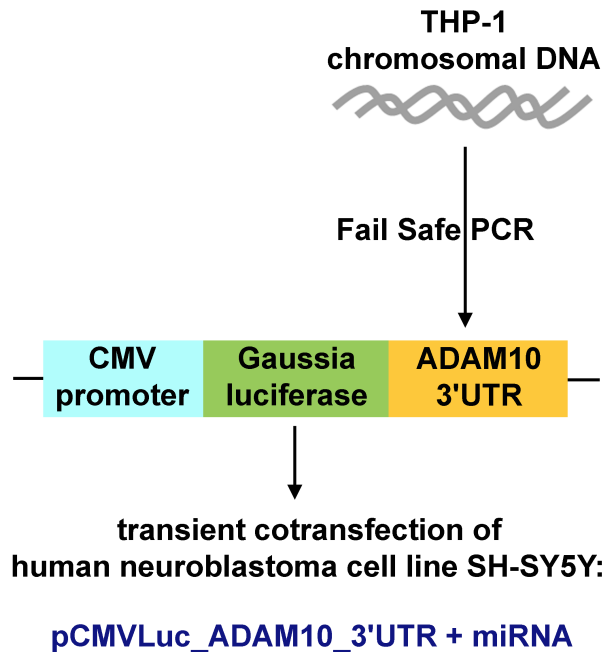 THP-1
chromosomal DNA
Fail Safe PCR
CMV
promoter
Gaussia
luciferase
ADAM10
3'UTR
transient cotransfection of
human neuroblastoma cell line SH-SY5Y:
pCMVLuc_ADAM10_3'UTR + miRNA